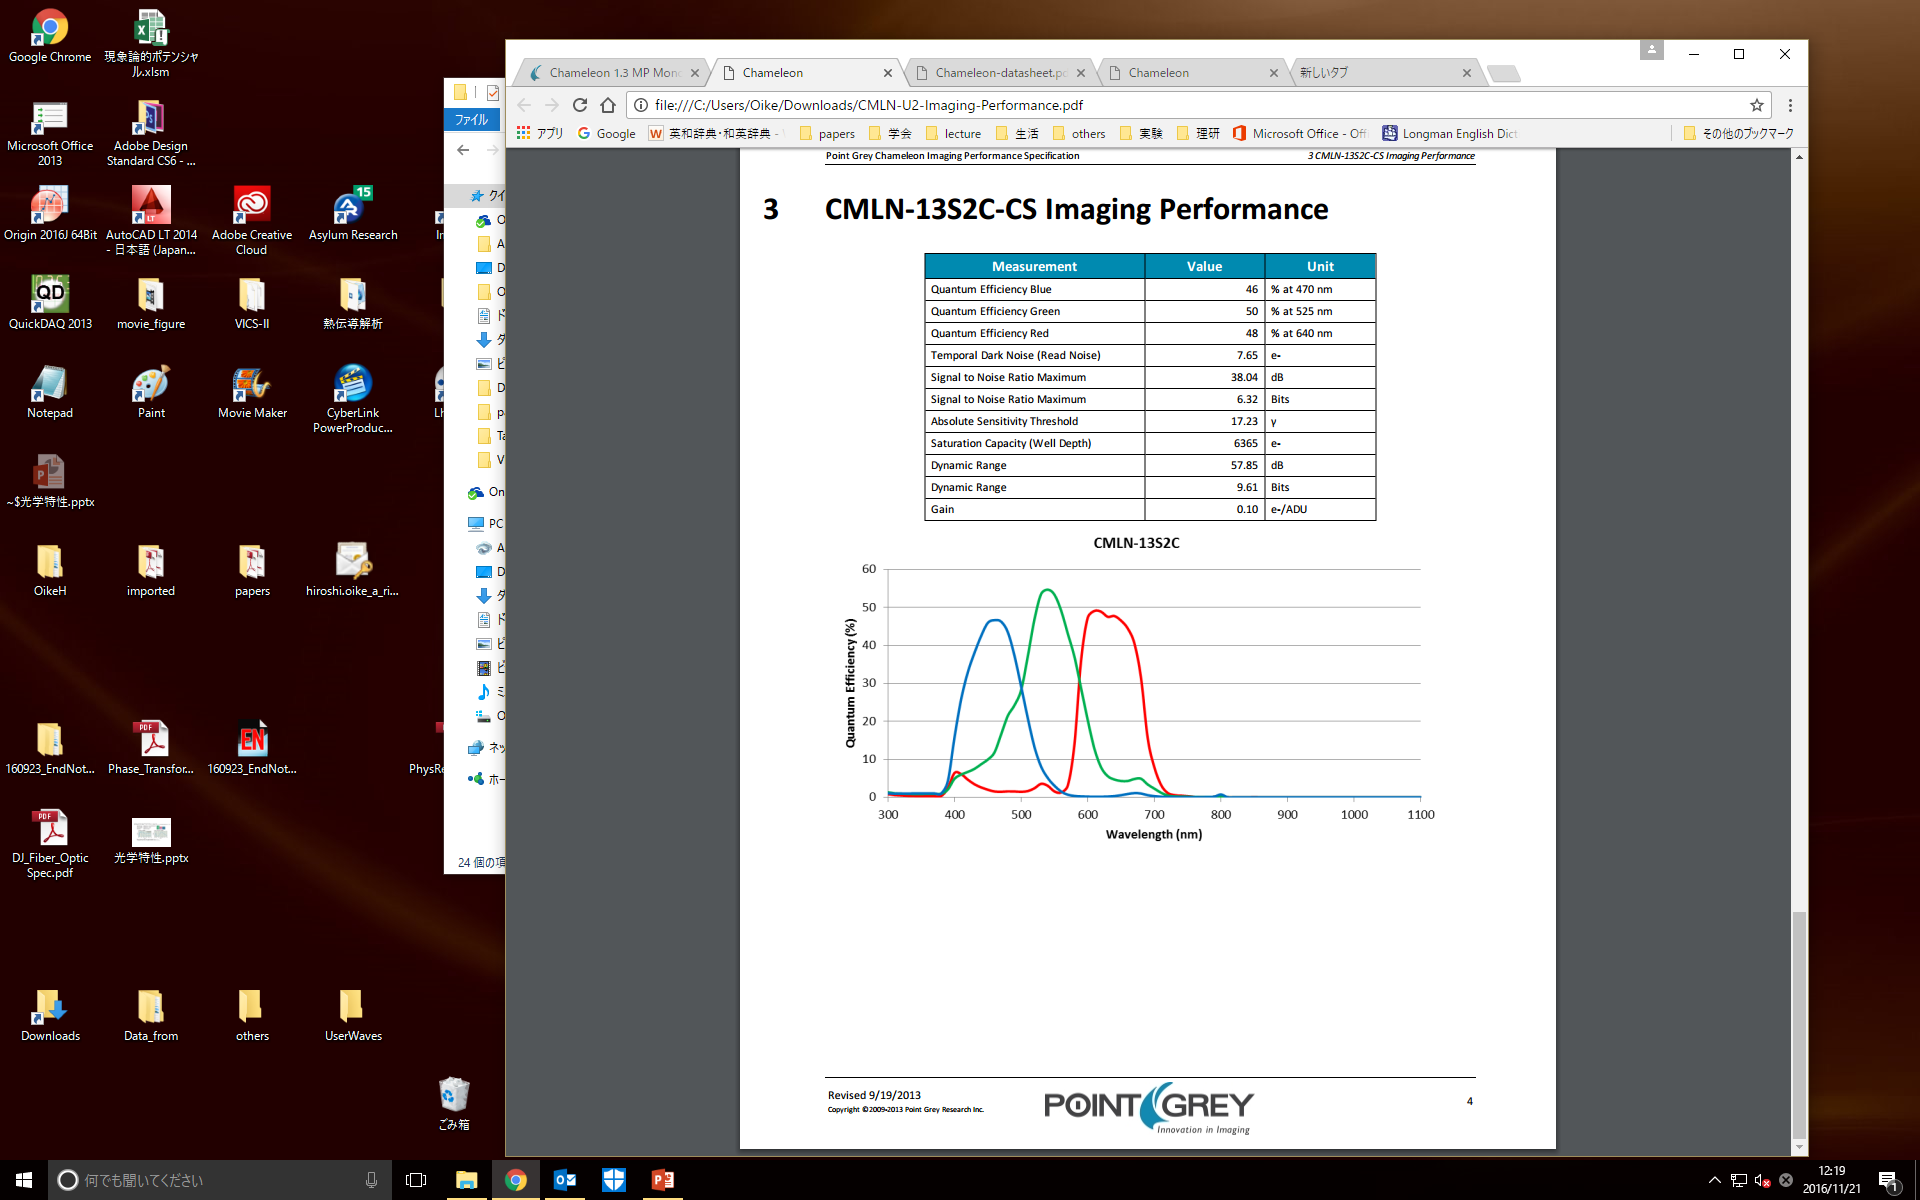 Google Chrome
現象論的ポテンシャル.xlsm
Microsoft Office 2013
Adobe Design Standard CS6 - ...
Origin 2016J 64Bit
AutoCAD LT 2014 - 日本語 (Japan...
Adobe Creative Cloud
15
Asylum Research
QuickDAQ 2013
movie_figure
VICS-II
熱伝導解析
Notepad
Paint
Movie Maker
CyberLink PowerProduc...
~$光学特性.pptx
OikeH
imported
papers
hiroshi.oike_a_ri...
160923_EndNot...
Phase_Transfor...
160923_EndNot...
DJ_Fiber_Optic Spec.pdf
光学特性.pptx
Downloads
Data_from
others
UserWaves
ごみ箱
ファイル
PC
24 個の項
Chameleon 1.3 MP Mono
Chameleon
Chameleon-datasheet.pd
Chameleon
新しいタブ
file:///C:/Users/Oike/Downloads/CMLN-U2-Imaging-Performance.pdf
アプリ
Google
英和辞典・和英辞典 -
papers
学会
lecture
生活
others
実験
理研
Microsoft Office - Offi
Longman English Dict
その他のブックマーク
Point Grey Chameleon Imaging Performance Specification
3 CMLN-13S2C-CS Imaging Performance
3 CMLN-13S2C-CS Imaging Performance
Measurement Value Unit
Quantum Efficiency Blue 46 % at 470 nm
Quantum Efficiency Green 50 % at 525 nm
Quantum Efficiency Red 48 % at 640 nm
Temporal Dark Noise (Read Noise) 7.65 e-
Signal to Noise Ratio Maximum 38.04 dB
Signal to Noise Ratio Maximum 6.32 Bits
Absolute Sensitivity Threshold 17.23 γ
Saturation Capacity (Well Depth) 6365 e-
Dynamic Range 57.85 dB
Dynamic Range 9.61 Bits
Gain 0.10 e-/ADU
CMLN-13S2C
60
50
40
30
20
10
0
Quantum Efficiency (%)
300 400 500 600 700 800 900 1000 1100
Wavelength (nm)
Revised 9/19/2013
Copyright ©2009-2013 Point Grey Research Inc.
POINT GREY
Innovation in Imaging
4
何でも聞いてください
12:19
2016/11/21
1